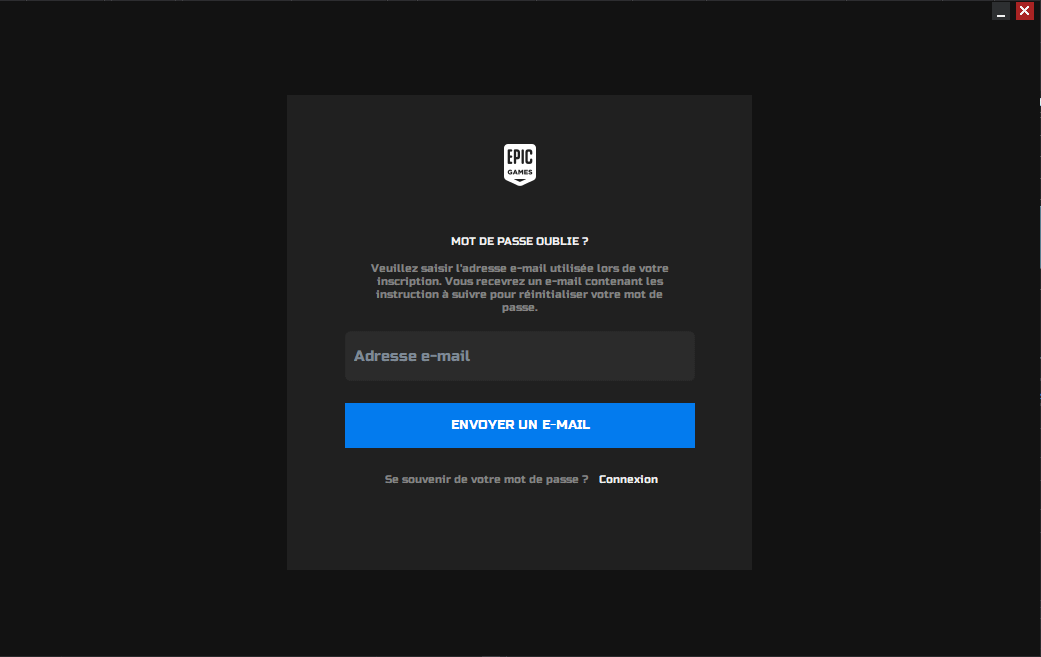 EPIC
GAMES
MOT DE PASSE OUBLIE ?
Veuillez saisir l'adresse e-mail utilisée lors de votre
inscription. Vous recevrez un e-mail contenant les
instruction à suivre pour réinitialiser votre mot de
passe.
Adresse e-mail
ENVOYER UN E-MAIL
Se souvenir de votre mot de passe ? Connexion